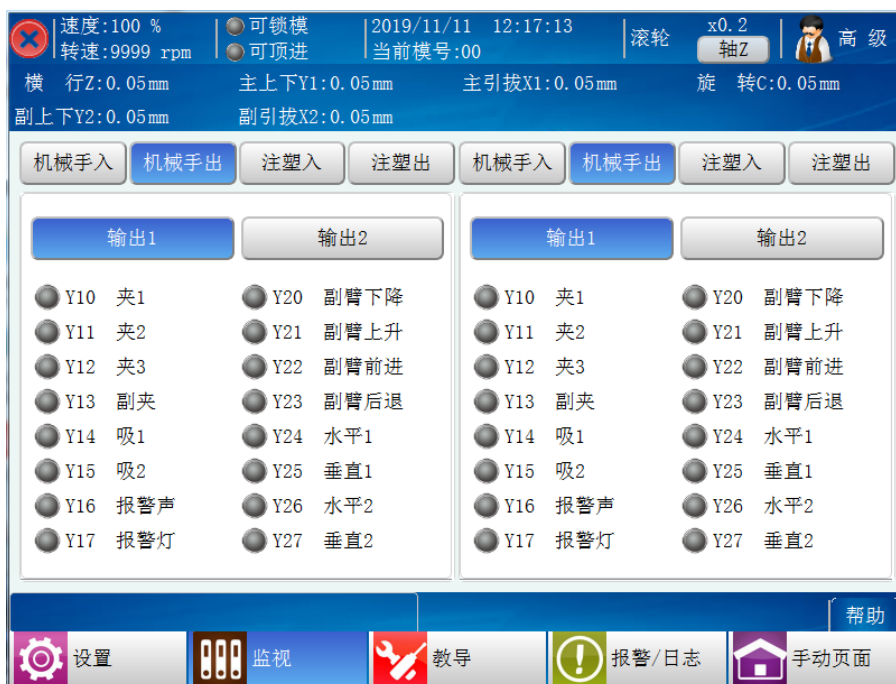 速度:100 % 可锁模 2019/11/11 12:17:13 滚轮 x0.2 高 级
转速:9999 rpm 可顶进 当前模号:00 轴Z
横 行Z:0.05mm 主上下Y1:0.05mm 主引拔X1:0.05mm 旋 转C:0.05mm
副上下Y2:0.05mm 副引拔X2:0.05mm
机械手入 机械手出 注塑入 注塑出 机械手入 机械手出 注塑入 注塑出
输出1 输出2 输出1 输出2
Y10 夹1 Y20 副臂下降 Y10 夹1 Y20 副臂下降
Y11 夹2 Y21 副臂上升 Y11 夹2 Y21 副臂上升
Y12 夹3 Y22 副臂前进 Y12 夹3 Y22 副臂前进
Y13 副夹 Y23 副臂后退 Y13 副夹 Y23 副臂后退
Y14 吸1 Y24 水平1 Y14 吸1 Y24 水平1
Y15 吸2 Y25 垂直1 Y15 吸2 Y25 垂直1
Y16 报警声 Y26 水平2 Y16 报警声 Y26 水平2
Y17 报警灯 Y27 垂直2 Y17 报警灯 Y27 垂直2
帮助
设置 监视 教导 报警/日志 手动页面